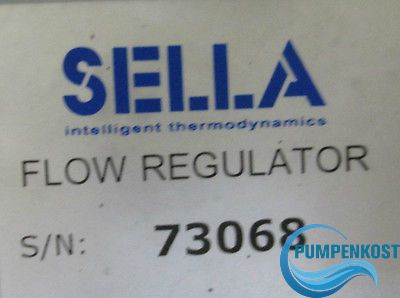 SELLA
intelligent thermodynamics
FLOW REGULATOR
S/N: 73068
PUMPENKOST